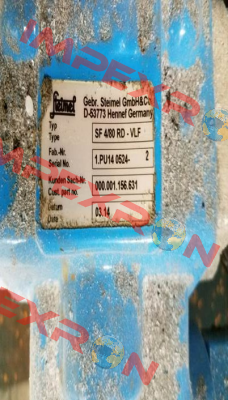 Steimel
Gebr. Steimel GmbH&Co
D-53773 Hennef Germany
Typ
Type SF 4/80 RD - VLF
Fab.-Nr.
Serial No. 1.PU14 0524- 2
Kunden Sach-Nr.
Cust. part no. 000.001.156.631
Datum
Date 03.14
IMPEXRON
IMPEXRON